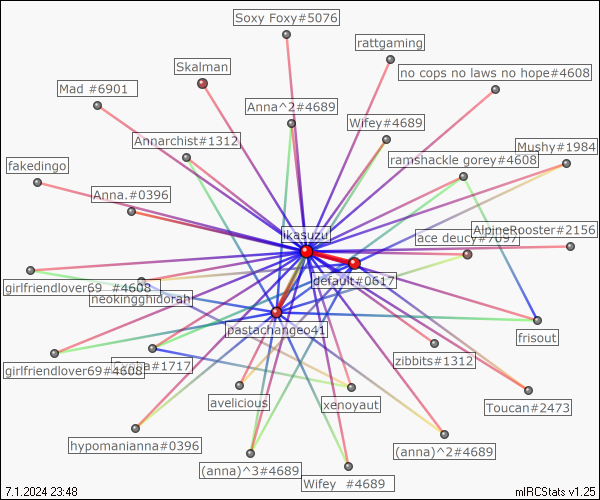 Soxy Foxy#5076
rattgaming
Skalman
no cops no laws no hope#4608
Mad #6901
Anna^2#4689
Wifey#4689
Annarchist#1312
Mushy#1984
ramshackle gorey#4608
fakedingo
Anna.#0396
AlpineRooster#2156
ikasuzu
ace deucy#7097
default#0617
girlfriendlover69 #4608
neokingghidorah
pastachangeo41
frisout
zibbits#1312
girlfriendlover69#4608
#1717
avelicious
xenoyaut
Toucan#2473
hypomanianna#0396
(anna)^2#4689
(anna)^3#4689
Wifey #4689
7.1.2024 23:48
mIRCStats v1.25